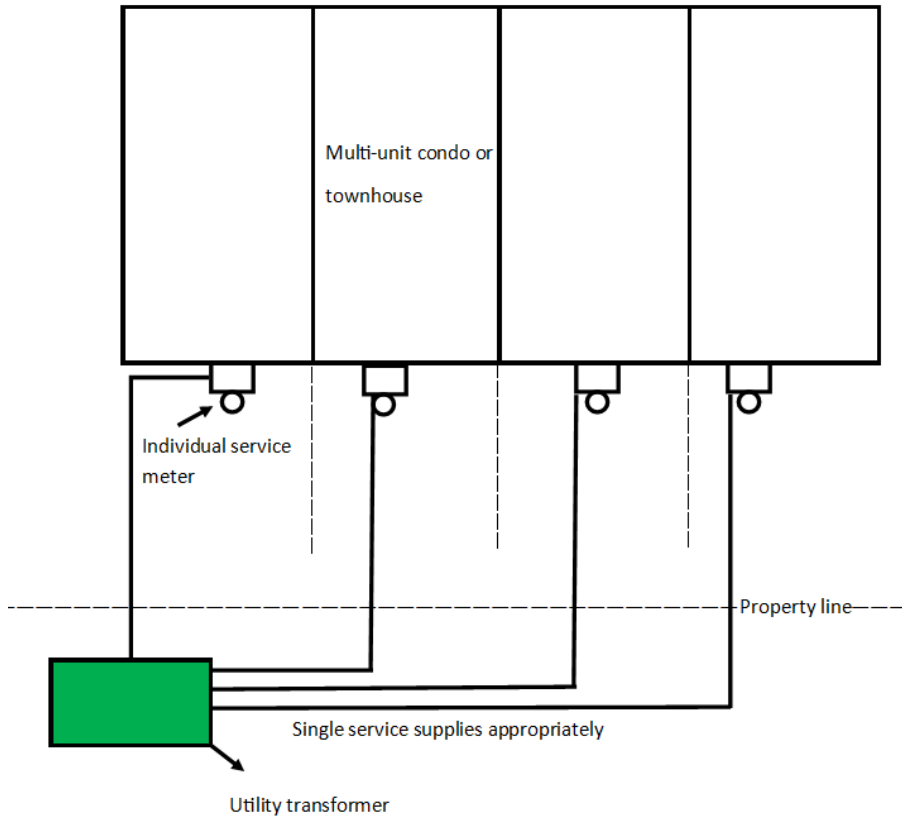 Multi-unit condo or
townhouse
Individual service
meter
Property line
Single service supplies appropriately
Utility transformer